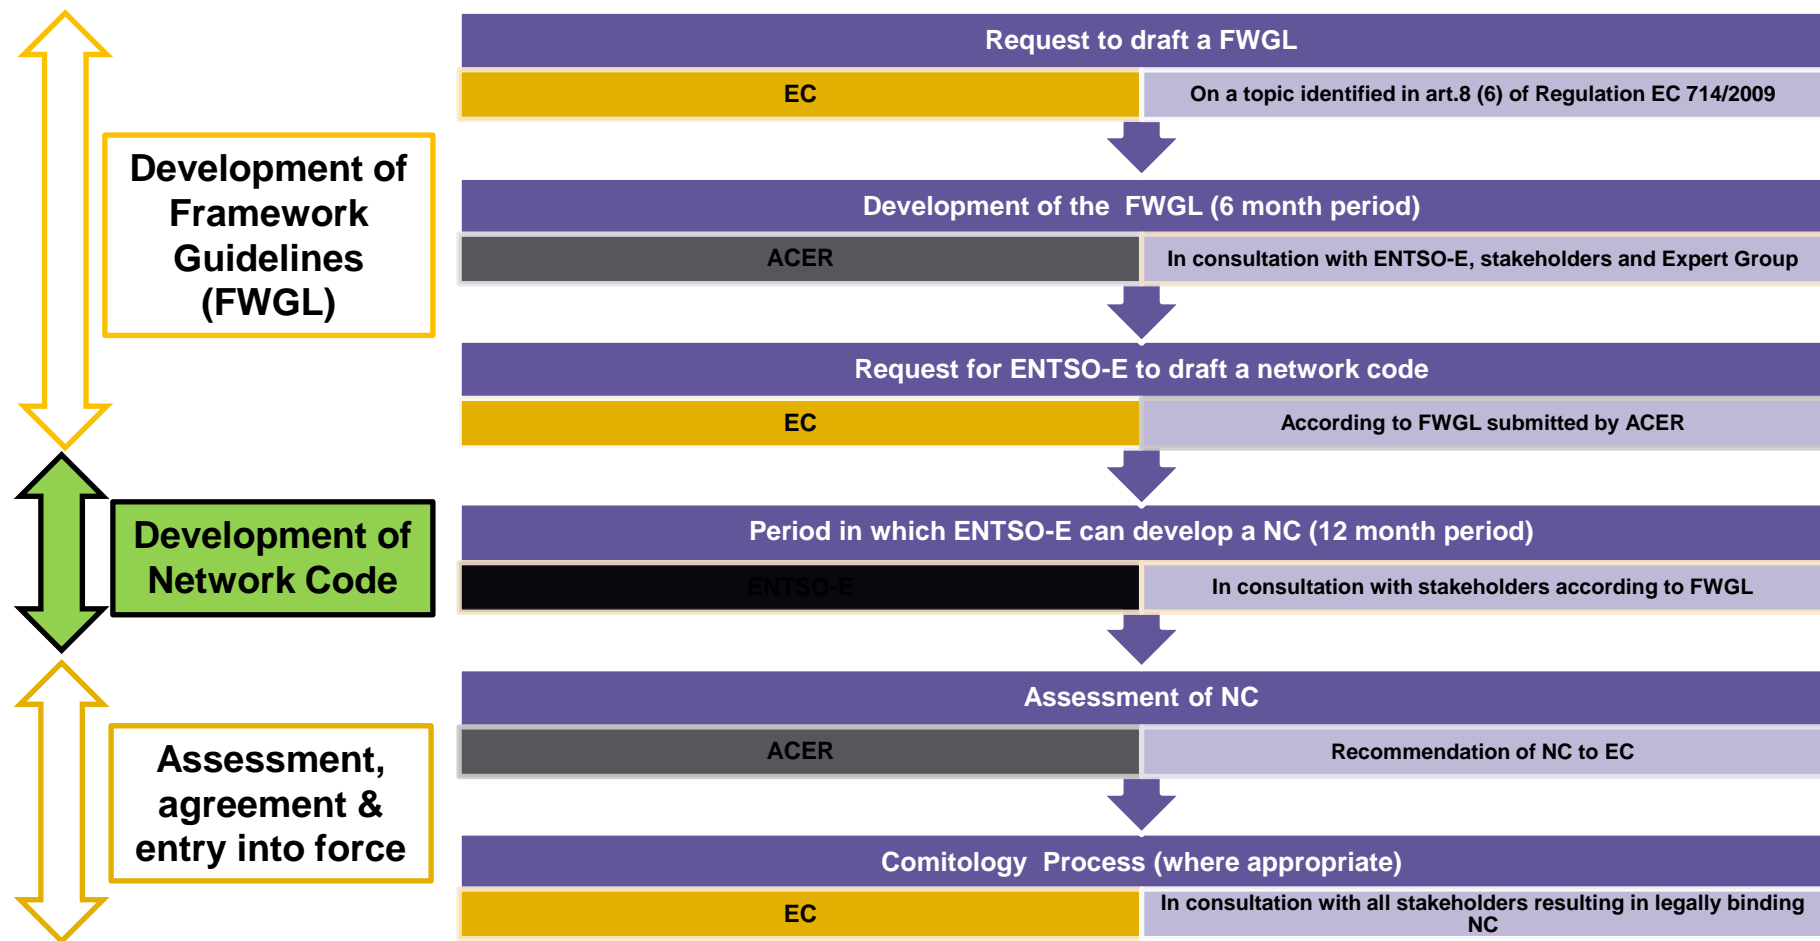 Development of
Framework
Guidelines
(FWGL)
Request to draft a FWGL
EC
On a topic identified in art.8 (6) of Regulation EC 714/2009
Development of the FWGL (6 month period)
ACER
In consultation with ENTSO-E, stakeholders and Expert Group
Request for ENTSO-E to draft a network code
EC
According to FWGL submitted by ACER
Development of
Network Code
Period in which ENTSO-E can develop a NC (12 month period)
ENTSO-E
In consultation with stakeholders according to FWGL
Assessment,
agreement &
entry into force
Assessment of NC
ACER
Recommendation of NC to EC
Comitology Process (where appropriate)
EC
In consultation with all stakeholders resulting in legally binding
NC